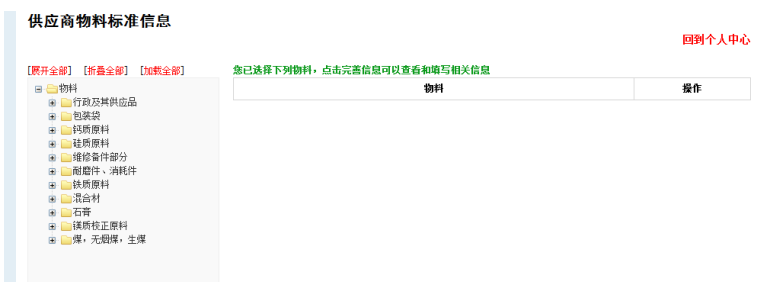 供应商物料标准信息
回到个人中心
[展开全部] [折叠全部] [加载全部]
您已选择下列物料，点击完善信息可以查看和填写相关信息
物料 操作
物料
行政及其供应品
包装袋
钙质原料
硅质原料
维修备件部分
耐磨件、消耗件
铁质原料
混合材
石膏
镁质校正原料
煤，无烟煤，生煤